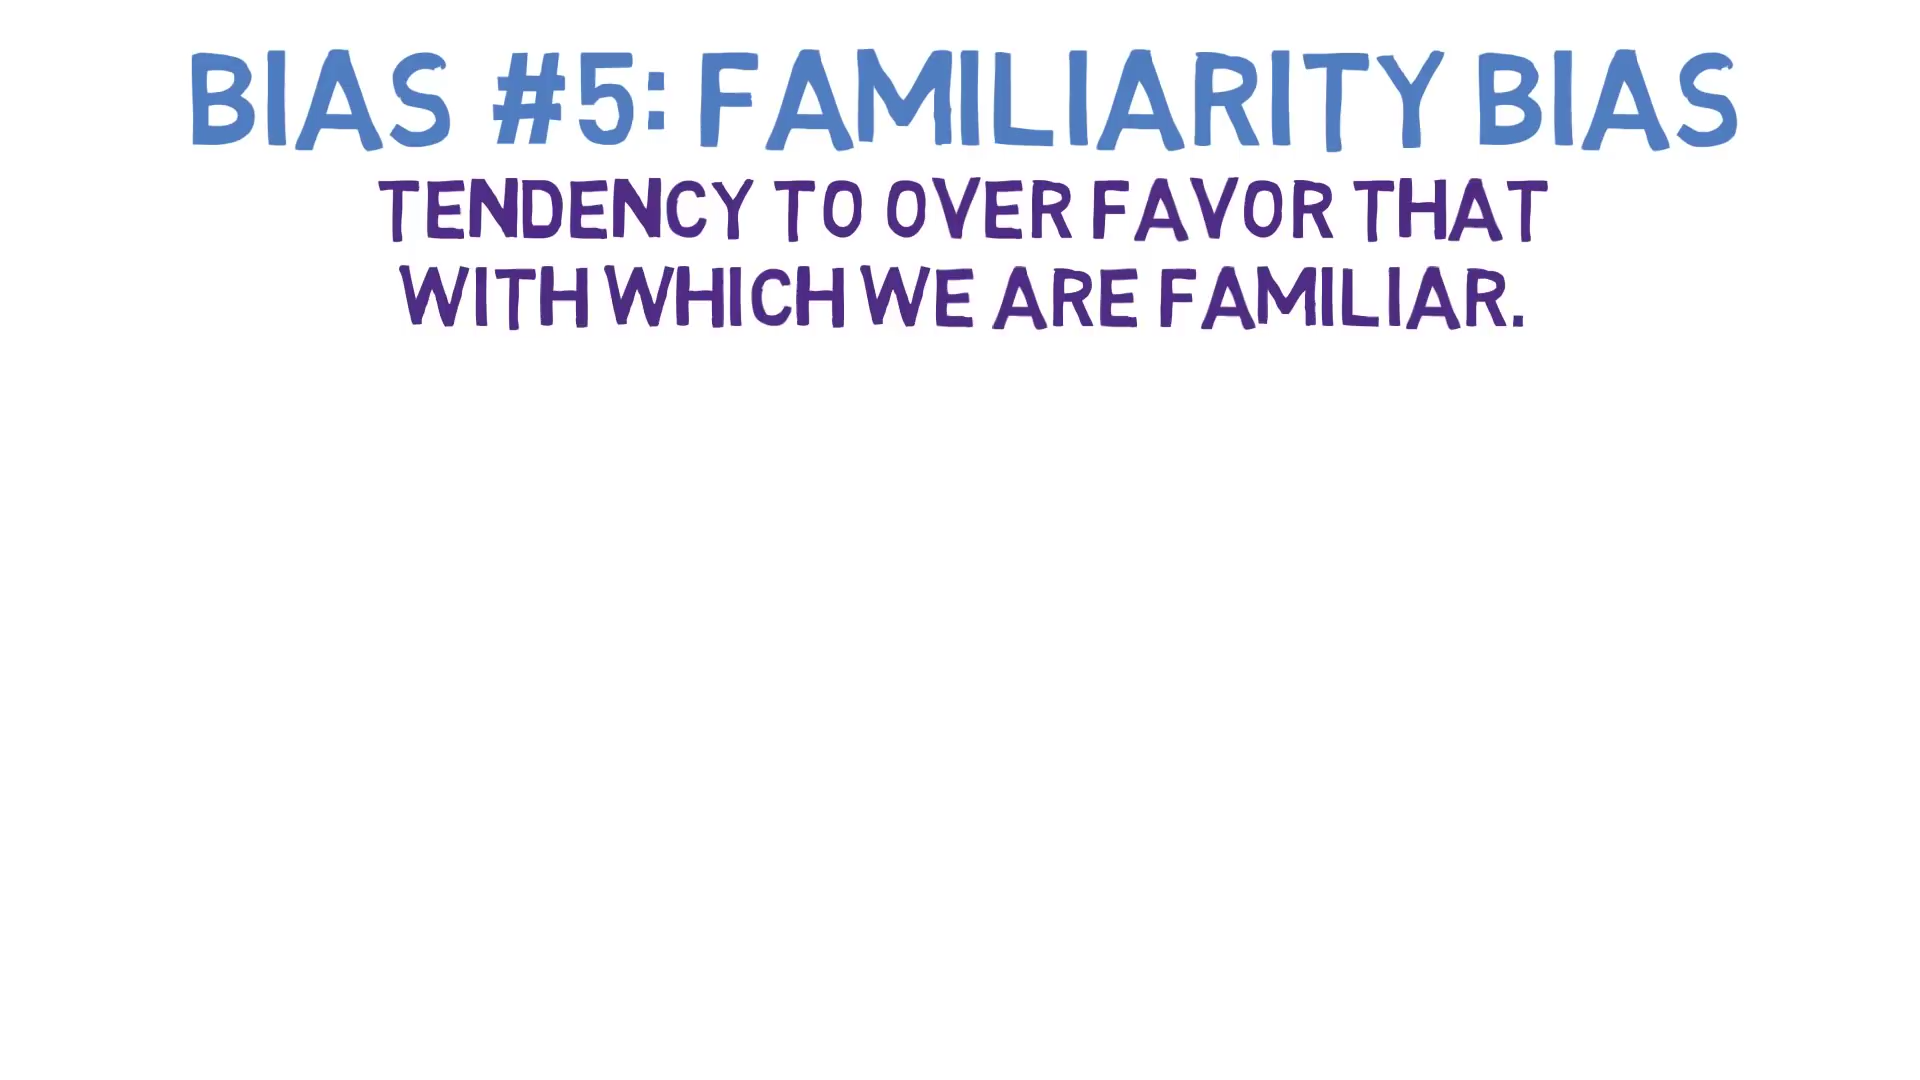 BIAS #5: FAMILIARITY BIAS
TENDENCY TO OVER FAVOR THAT
WITH WHICH WE ARE FAMILIAR.